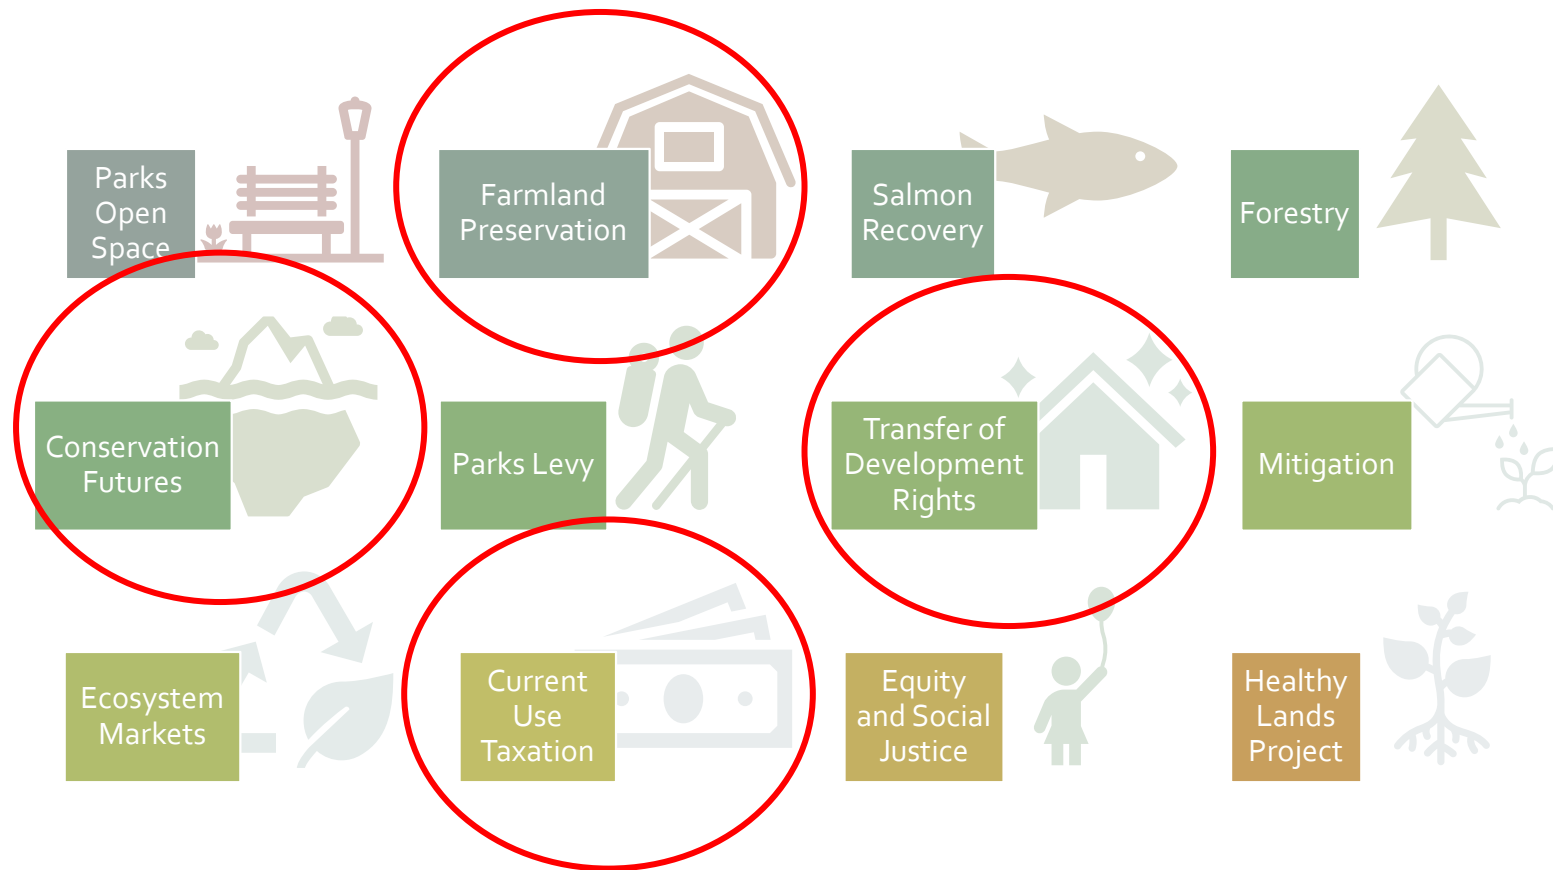 Parks
Open
Space
Farmland
Preservation
Salmon
Recovery
Forestry
Conservation
Futures
Parks Levy
Transfer of
Development
Rights
Mitigation
Ecosystem
Markets
Current
Use
Taxation
Equity
and Social
Justice
Healthy
Lands
Project